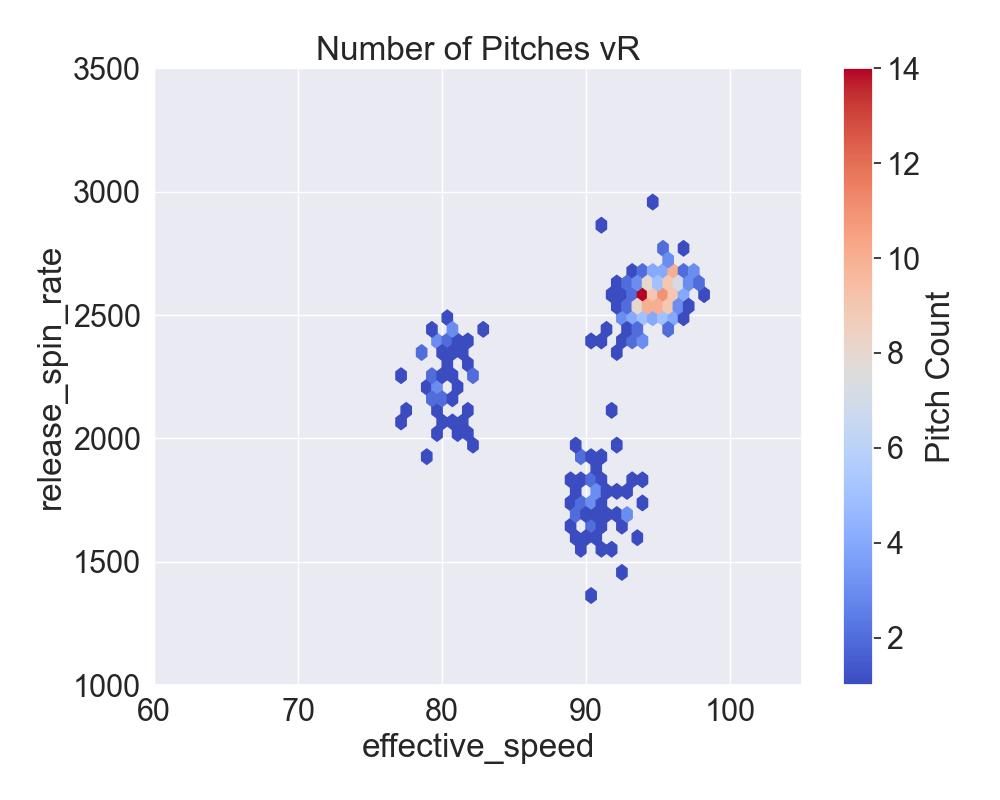 Number of Pitches vR
3500
3000
2500
2000
1500
1000
release_spin_rate
60 70 80 90 100
effective_speed
14
12
10
8
6
4
2
Pitch Count